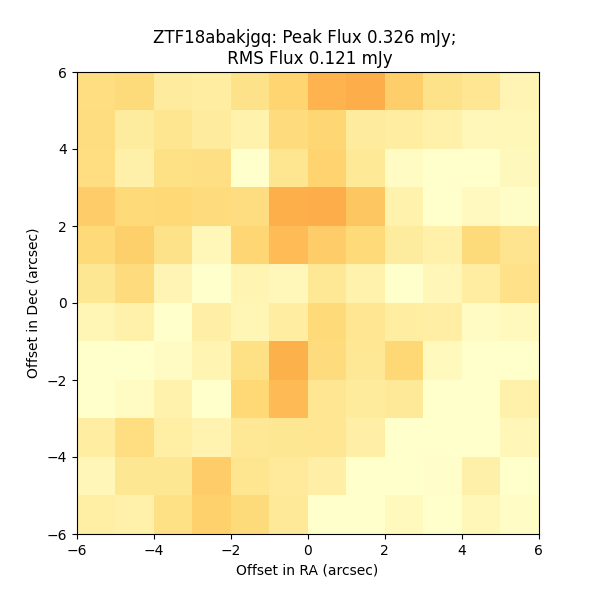 ZTF18abakjgq: Peak Flux 0.326 mJy;
RMS Flux 0.121 mJy
6
4
2
0
−2
−4
−6
Offset in Dec (arcsec)
−6 −4 −2 0 2 4 6
Offset in RA (arcsec)